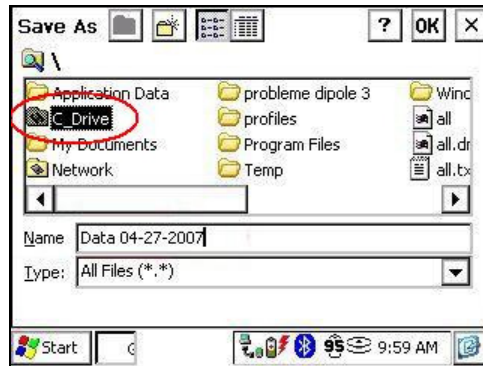 Save As ? OK ×
\
Application Data probleme dipole 3 Winc
C_Drive profiles all
My Documents Program Files all.dr
Network Temp all.tx
Name Data 04-27-2007
Type: All Files (*.*)
Start 95 9:59 AM